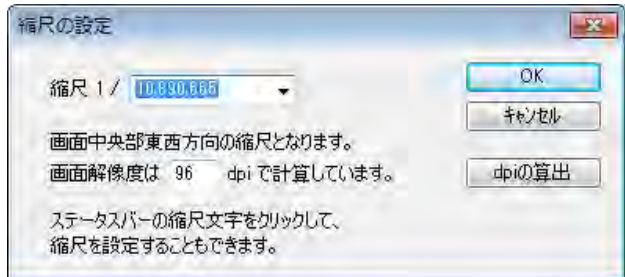 縮尺の設定
縮尺 1/ 10,690,665
OK
キャンセル
画面中央部東西方向の縮尺となります。
画面解像度は 96 dpi で計算しています。
dpiの算出
ステータスバーの縮尺文字をクリックして、
縮尺を設定することもできます。